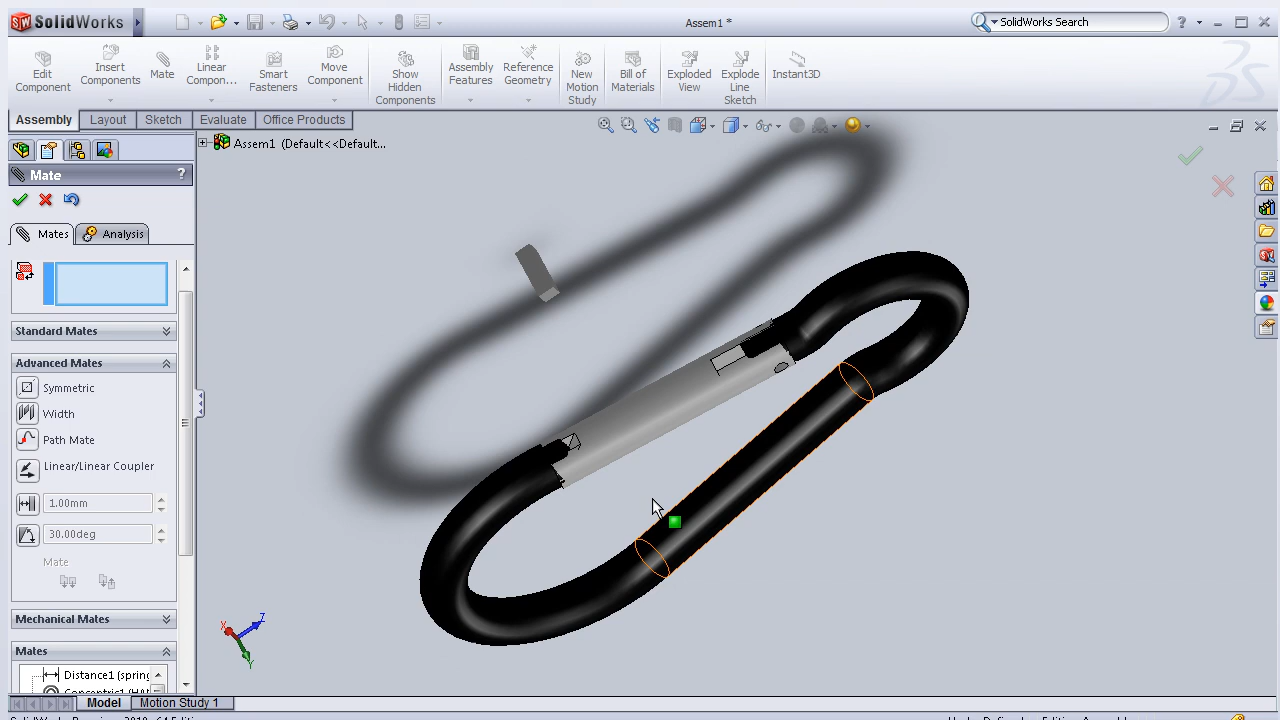 SolidWorks
Assem1 *
SolidWorks Search
?
Edit Component
Insert Components
Mate
Linear Compon...
Smart Fasteners
Move Component
Show Hidden Components
Assembly Features
Reference Geometry
New Motion Study
Bill of Materials
Exploded View
Explode Line Sketch
Instant3D
Assembly
Layout
Sketch
Evaluate
Office Products
Assem1 (Default<<Default...
Mate
?
Mates
Analysis
Standard Mates
Advanced Mates
Symmetric
Width
Path Mate
Linear/Linear Coupler
1.00mm
30.00deg
Mate
Mechanical Mates
Mates
Distance1 (spring
X
Z
Y
Model
Motion Study 1